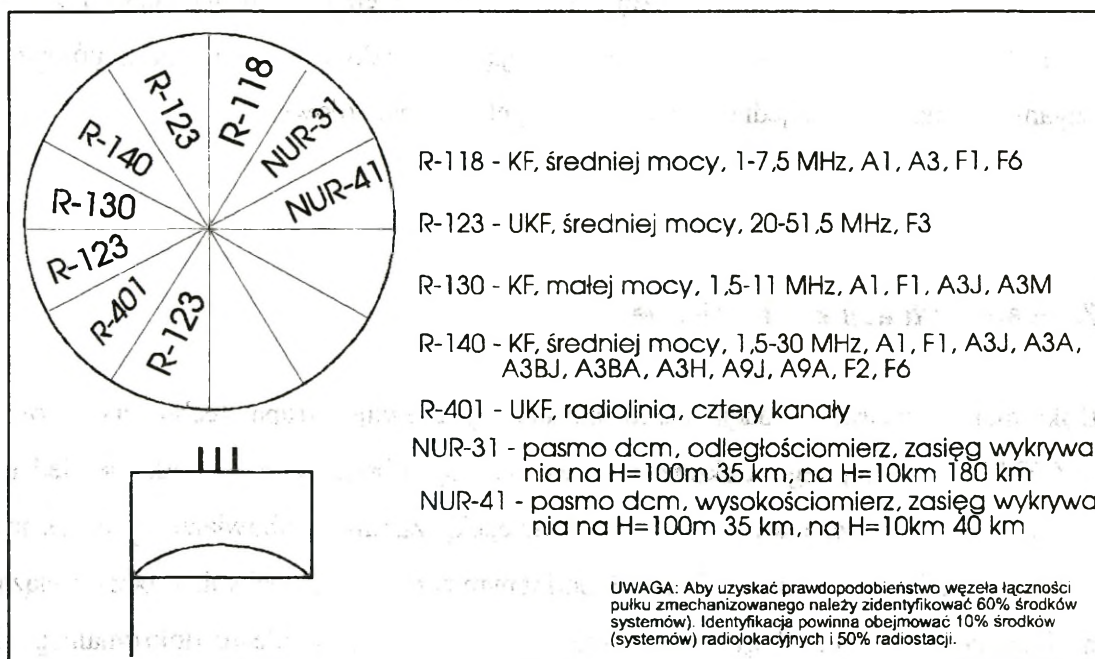 R-118
R-123
NUR-31
R-140
NUR-41
R-130
R-123
R-401
R-123
R-118 - KF, średniej mocy, 1-7,5 MHz, A1, A3, F1, F6
R-123 - UKF, średniej mocy, 20-51,5 MHz, F3
R-130 - KF, małej mocy, 1,5-11 MHz, A1, F1, A3J, A3M
R-140 - KF, średniej mocy, 1,5-30 MHz, A1, F1, A3J, A3A,
A3BJ, A3BA, A3H, A9J, A9A, F2, F6
R-401 - UKF, radiolinia, cztery kanały
NUR-31 - pasmo dcm, odległościomierz, zasięg wykrywa
nia na H=100m 35 km, na H=10km 180 km
NUR-41 - pasmo dcm, wysokościomierz, zasięg wykrywa
nia na H=100m 35 km, na H=10km 40 km
UWAGA: Aby uzyskać prawdopodobieństwo węzeła łączności
pułku zmechanizowanego należy zidentyfikować 60% środków
systemów). Identyfikacja powinna obejmować 10% środków
(systemów) radiolokacyjnych i 50% radiostacji.